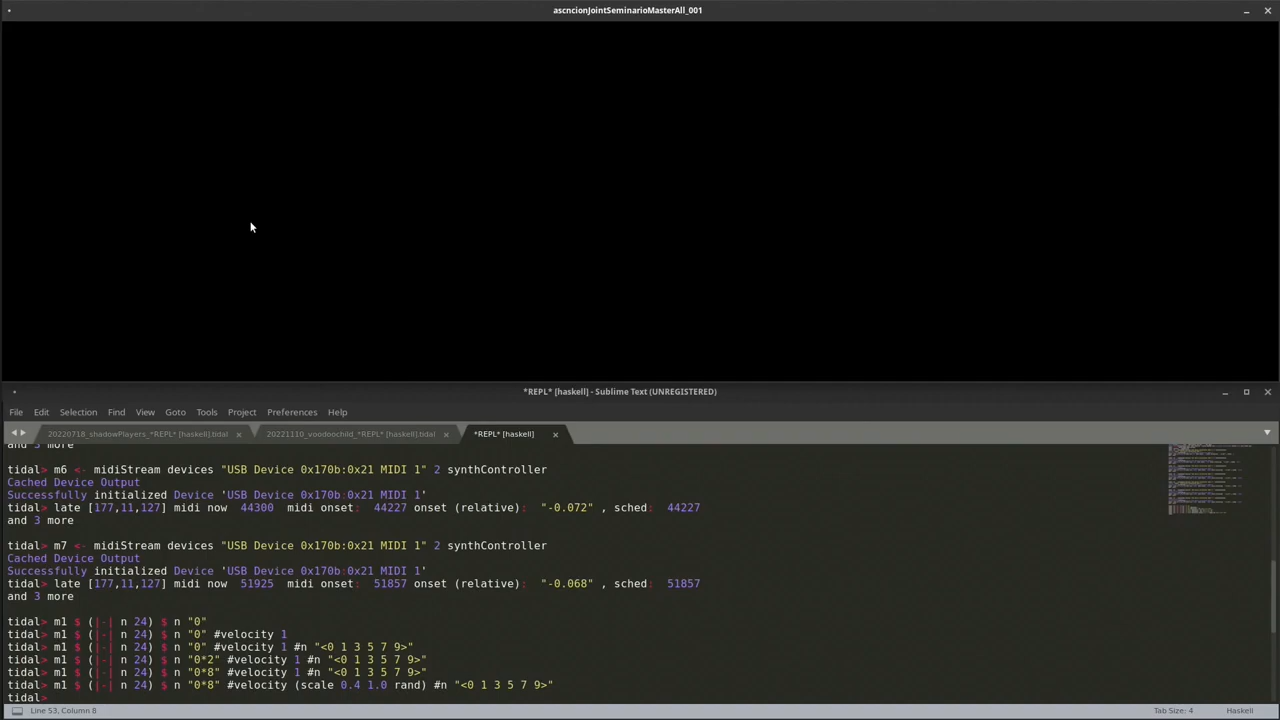 ascncionJointSeminarioMasterAll_001
*REPL* [haskell] - Sublime Text (UNREGISTERED)
File Edit Selection Find View Goto Tools Project Preferences Help
20220718_shadowPlayers_*REPL* [haskell].tidal 20221110_voodoochild_*REPL* [haskell].tidal *REPL* [haskell]
and 3 more
tidal> m6 <- midiStream devices "USB Device 0x170b:0x21 MIDI 1" 2 synthController
Cached Device Output
Successfully initialized Device 'USB Device 0x170b:0x21 MIDI 1'
tidal> late [177,11,127] midi now 44300 midi onset: 44227 onset (relative): "-0.072" , sched: 44227
and 3 more
tidal> m7 <- midiStream devices "USB Device 0x170b:0x21 MIDI 1" 2 synthController
Cached Device Output
Successfully initialized Device 'USB Device 0x170b:0x21 MIDI 1'
tidal> late [177,11,127] midi now 51925 midi onset: 51857 onset (relative): "-0.068" , sched: 51857
and 3 more
tidal> m1 $ (|-| n 24) $ n "0"
tidal> m1 $ (|-| n 24) $ n "0" #velocity 1
tidal> m1 $ (|-| n 24) $ n "0" #velocity 1 #n "<0 1 3 5 7 9>"
tidal> m1 $ (|-| n 24) $ n "0*2" #velocity 1 #n "<0 1 3 5 7 9>"
tidal> m1 $ (|-| n 24) $ n "0*8" #velocity 1 #n "<0 1 3 5 7 9>"
tidal> m1 $ (|-| n 24) $ n "0*8" #velocity (scale 0.4 1.0 rand) #n "<0 1 3 5 7 9>"
tidal>
Line 53, Column 8 Tab Size: 4 Haskell